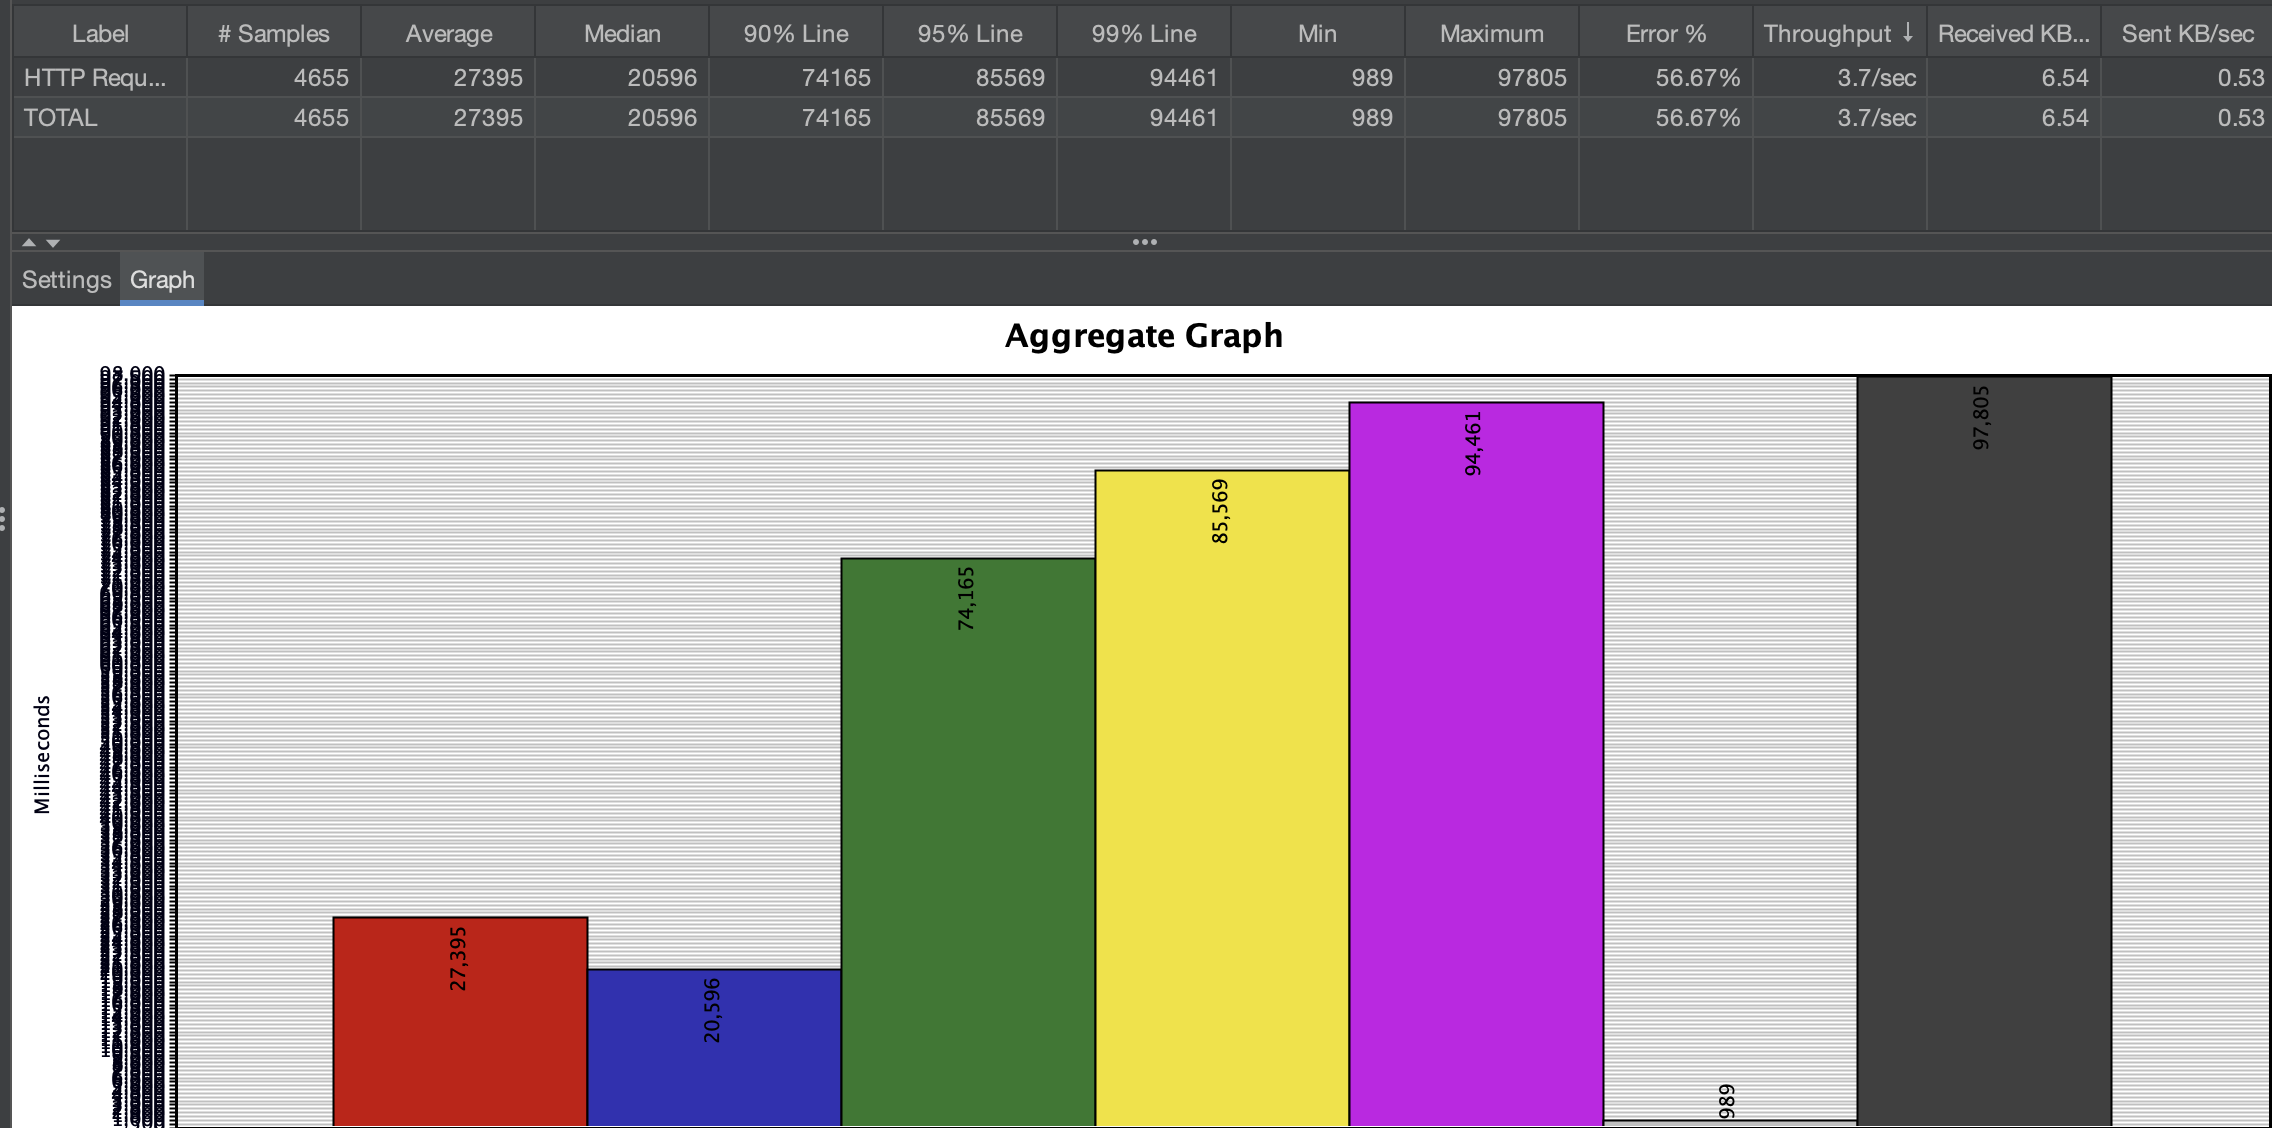 Label # Samples Average Median 90% Line 95% Line 99% Line Min Maximum Error % Throughput ↓ Received KB... Sent KB/sec
HTTP Requ... 4655 27395 20596 74165 85569 94461 989 97805 56.67% 3.7/sec 6.54 0.53
TOTAL 4655 27395 20596 74165 85569 94461 989 97805 56.67% 3.7/sec 6.54 0.53
Settings Graph
Aggregate Graph
Milliseconds
27,395
20,596
74,165
85,569
94,461
989
97,805